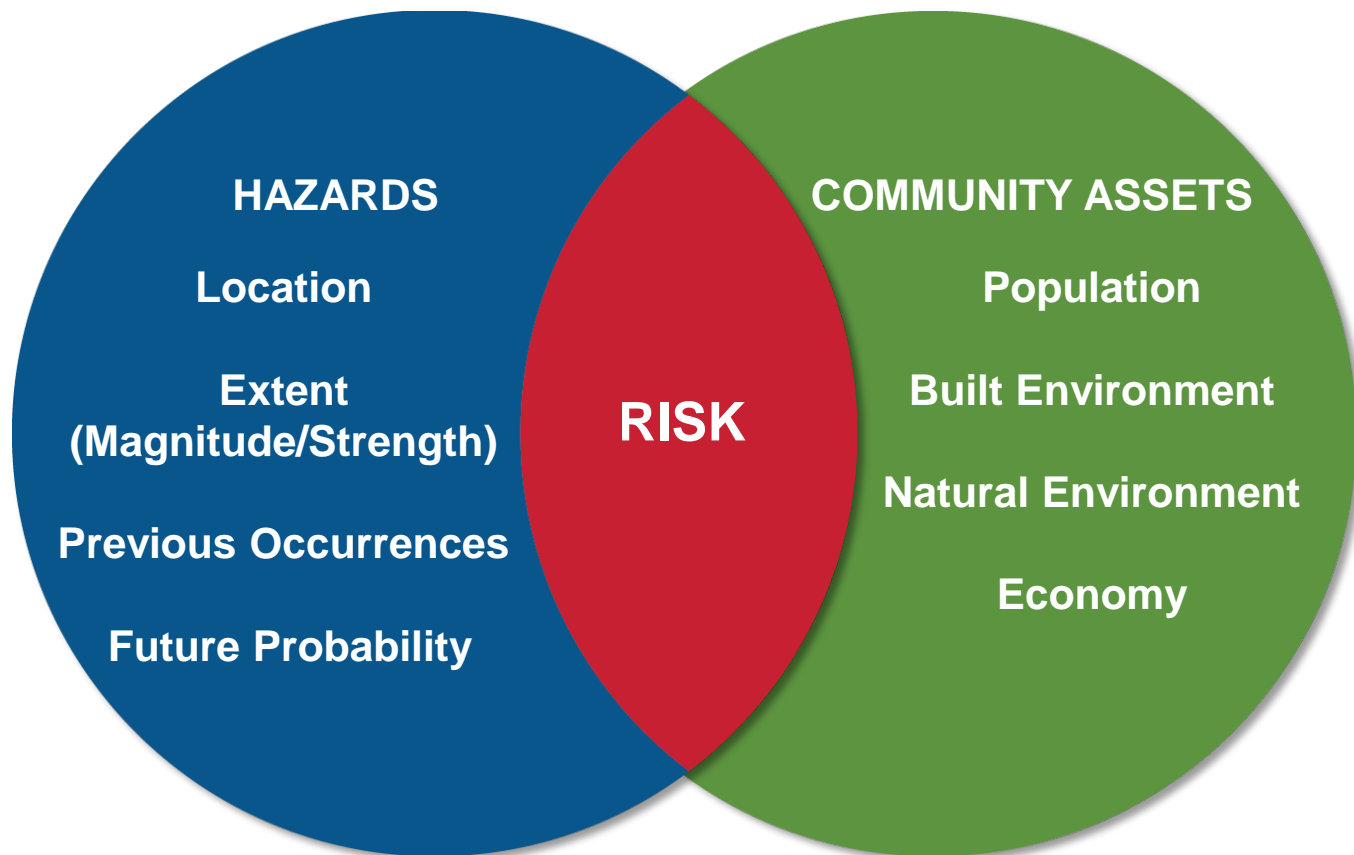 HAZARDS
Location
Extent
(Magnitude/Strength)
Previous Occurrences
Future Probability
RISK
COMMUNITY ASSETS
Population
Built Environment
Natural Environment
Economy